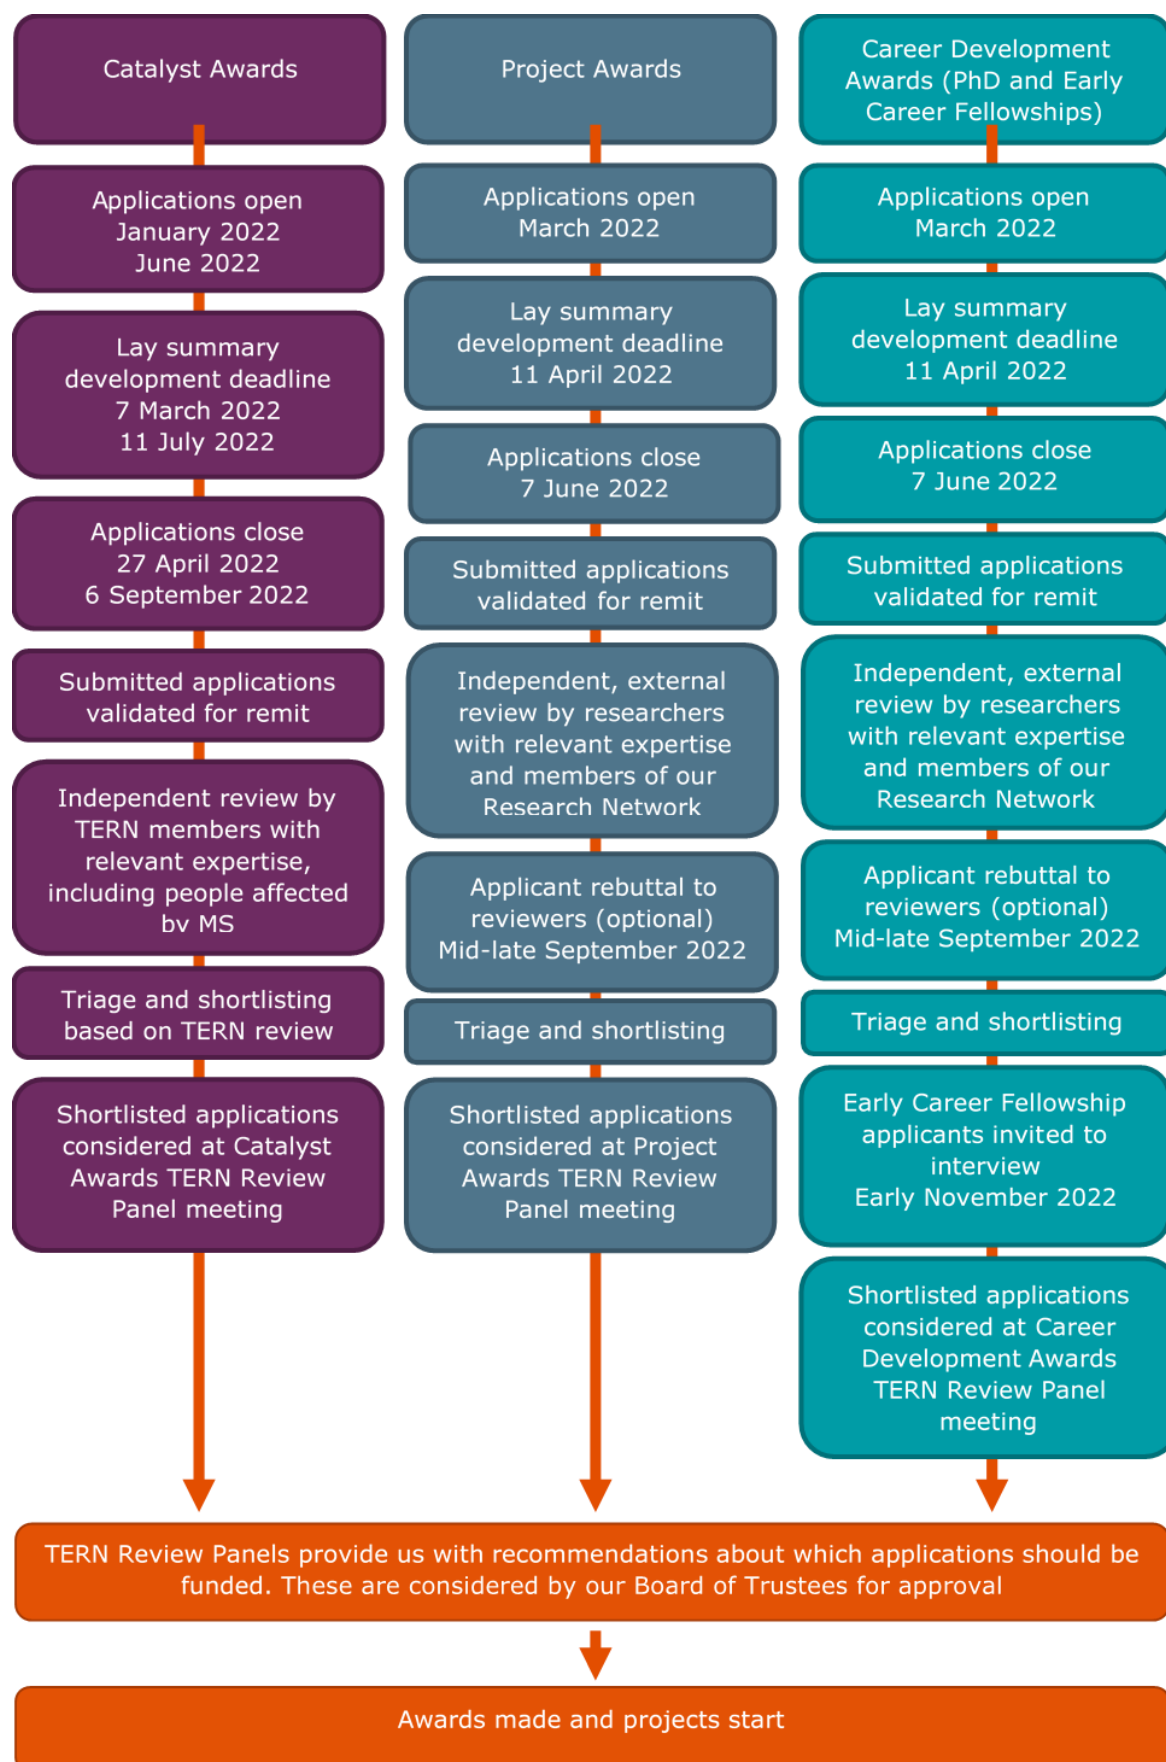 Catalyst Awards
Applications open
January 2022
June 2022
Lay summary
development deadline
7 March 2022
11 July 2022
Applications close
27 April 2022
6 September 2022
Submitted applications
validated for remit
Independent review by
TERN members with
relevant expertise,
including people affected
by MS
Triage and shortlisting
based on TERN review
Shortlisted applications
considered at Catalyst
Awards TERN Review
Panel meeting
Project Awards
Applications open
March 2022
Lay summary
development deadline
11 April 2022
Applications close
7 June 2022
Submitted applications
validated for remit
Independent, external
review by researchers
with relevant expertise
and members of our
Research Network
Applicant rebuttal to
reviewers (optional)
Mid-late September 2022
Triage and shortlisting
Shortlisted applications
considered at Project
Awards TERN Review
Panel meeting
Career Development
Awards (PhD and Early
Career Fellowships)
Applications open
March 2022
Lay summary
development deadline
11 April 2022
Applications close
7 June 2022
Submitted applications
validated for remit
Independent, external
review by researchers
with relevant expertise
and members of our
Research Network
Applicant rebuttal to
reviewers (optional)
Mid-late September 2022
Triage and shortlisting
Early Career Fellowship
applicants invited to
interview
Early November 2022
Shortlisted applications
considered at Career
Development Awards
TERN Review Panel
meeting
TERN Review Panels provide us with recommendations about which applications should be
funded. These are considered by our Board of Trustees for approval
Awards made and projects start